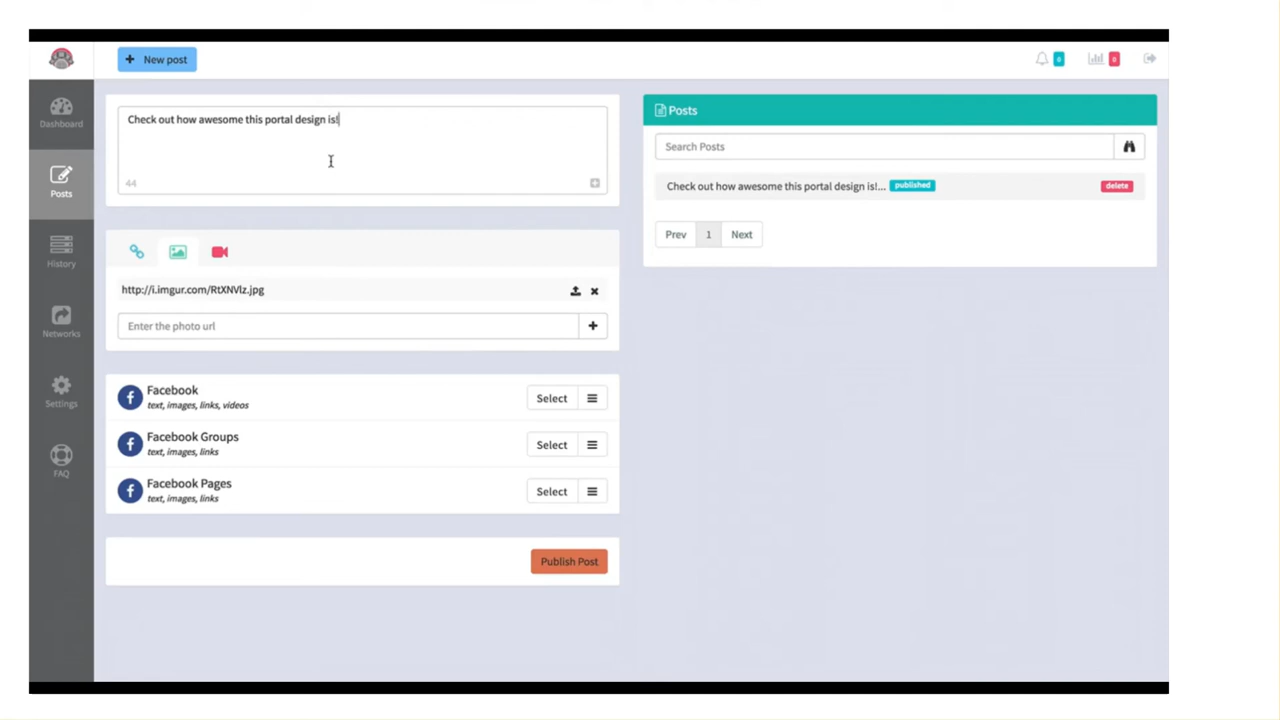 New post
0
0
Dashboard
Posts
History
Networks
Settings
FAQ
Check out how awesome this portal design is!
44
http://i.imgur.com/RtXNVlz.jpg
Enter the photo url
Facebook
text, images, links, videos
Select
Facebook Groups
text, images, links
Select
Facebook Pages
text, images, links
Select
Publish Post
Posts
Search Posts
Check out how awesome this portal design is!... published delete
Prev 1 Next